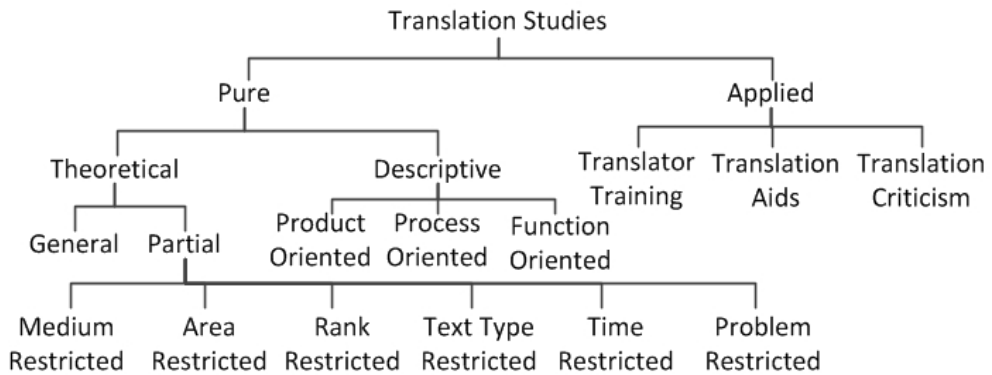 Translation Studies
Pure
Applied
Theoretical
Descriptive
Translator
Training
Translation
Aids
Translation
Criticism
General
Partial
Product
Oriented
Process
Oriented
Function
Oriented
Medium
Restricted
Area
Restricted
Rank
Restricted
Text Type
Restricted
Time
Restricted
Problem
Restricted